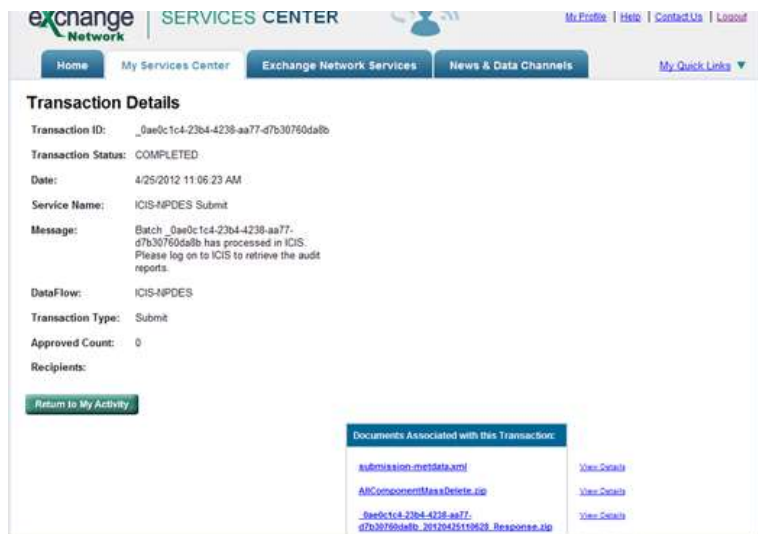 exchange Network
SERVICES CENTER
My Profile | Help | Contact Us | Logout
Home
My Services Center
Exchange Network Services
News & Data Channels
My Quick Links ▼
Transaction Details
Transaction ID: _0ae0c1c4-23b4-4238-aa77-d7b30760da8b
Transaction Status: COMPLETED
Date: 4/25/2012 11:06:23 AM
Service Name: ICIS-NPDES Submit
Message: Batch _0ae0c1c4-23b4-4238-aa77-
d7b30760da8b has processed in ICIS.
Please log on to ICIS to retrieve the audit
reports.
DataFlow: ICIS-NPDES
Transaction Type: Submit
Approved Count: 0
Recipients:
Return to My Activity
Documents Associated with this Transaction:
submission-metdata.xml View Details
AllComponentMassDelete.zip View Details
_0ae0c1c4-23b4-4238-aa77- View Details
d7b30760da8b_20120425110628_Response.zip